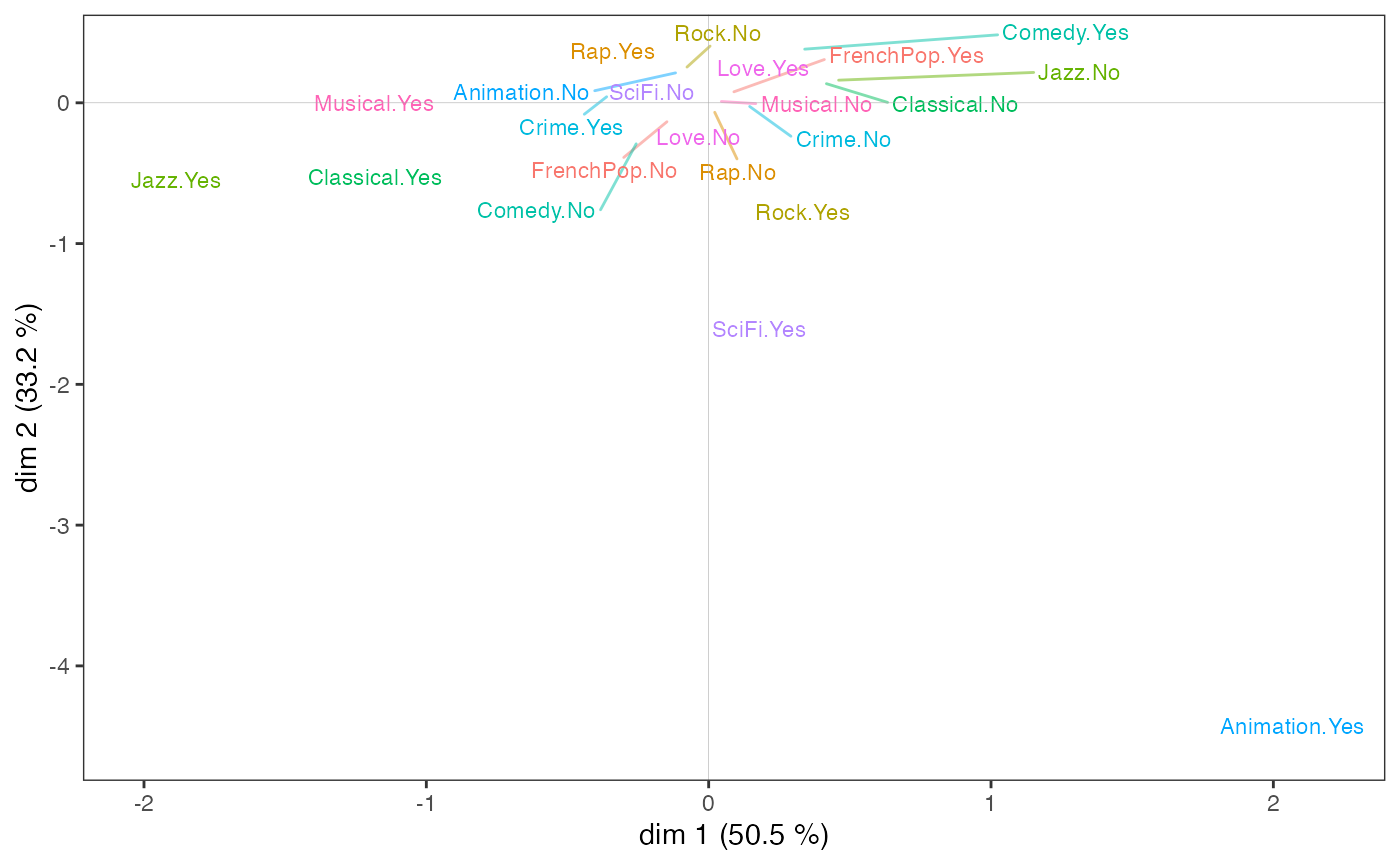 Rock.No
Comedy.Yes
Rap.Yes
FrenchPop.Yes
Love.Yes
Jazz.No
Animation.No
SciFi.No
Musical.Yes
Musical.No
Classical.No
Crime.Yes
Love.No
Crime.No
FrenchPop.No
Rap.No
Jazz.Yes
Classical.Yes
Comedy.No
Rock.Yes
SciFi.Yes
Animation.Yes
0
-1
-2
-3
-4
dim 2 (33.2 %)
-2 -1 0 1 2
dim 1 (50.5 %)